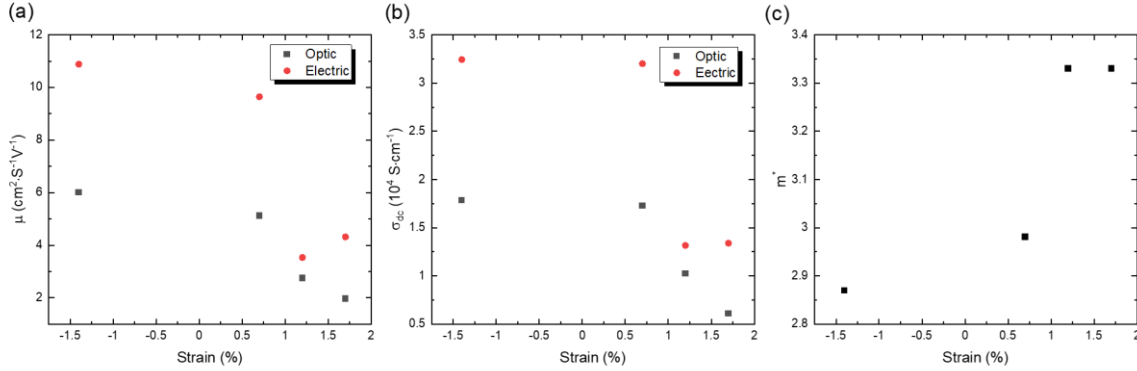 (a)
12
10
8
6
4
2
μ (cm²·S⁻¹V⁻¹)
Optic
Electric
-1.5 -1 -0.5 0 0.5 1 1.5 2
Strain (%)
(b)
3.5
3
2.5
2
1.5
1
0.5
σdc (10⁴ S·cm⁻¹)
Optic
Eectric
-1.5 -1 -0.5 0 0.5 1 1.5 2
Strain (%)
(c)
3.4
3.3
3.2
3.1
3
2.9
2.8
m*
-1.5 -1 -0.5 0 0.5 1 1.5 2
Strain (%)